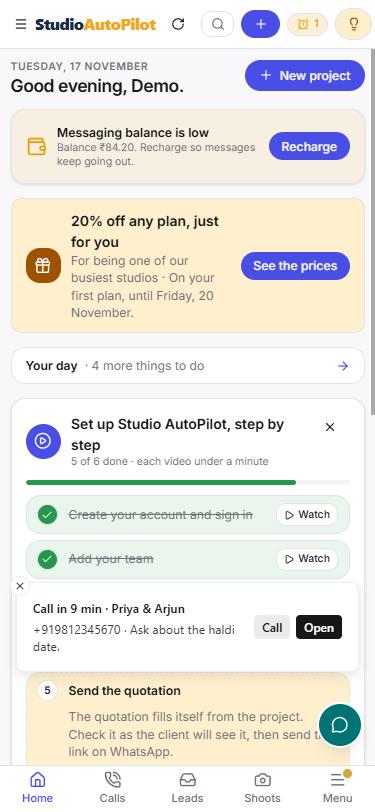 StudioAutoPilot
1
TUESDAY, 17 NOVEMBER
Good evening, Demo.
New project
Messaging balance is low
Balance ₹84.20. Recharge so messages
keep going out.
Recharge
20% off any plan, just
for you
For being one of our
busiest studios · On your
first plan, until Friday, 20
November.
See the prices
Your day · 4 more things to do
Set up Studio AutoPilot, step by
step
5 of 6 done · each video under a minute
Create your account and sign in
Watch
Add your team
Watch
Call in 9 min · Priya & Arjun
+919812345670 · Ask about the haldi
date.
Call
Open
5
Send the quotation
The quotation fills itself from the project.
Check it as the client will see it, then send
link on WhatsApp.
Home
Calls
Leads
Shoots
Menu